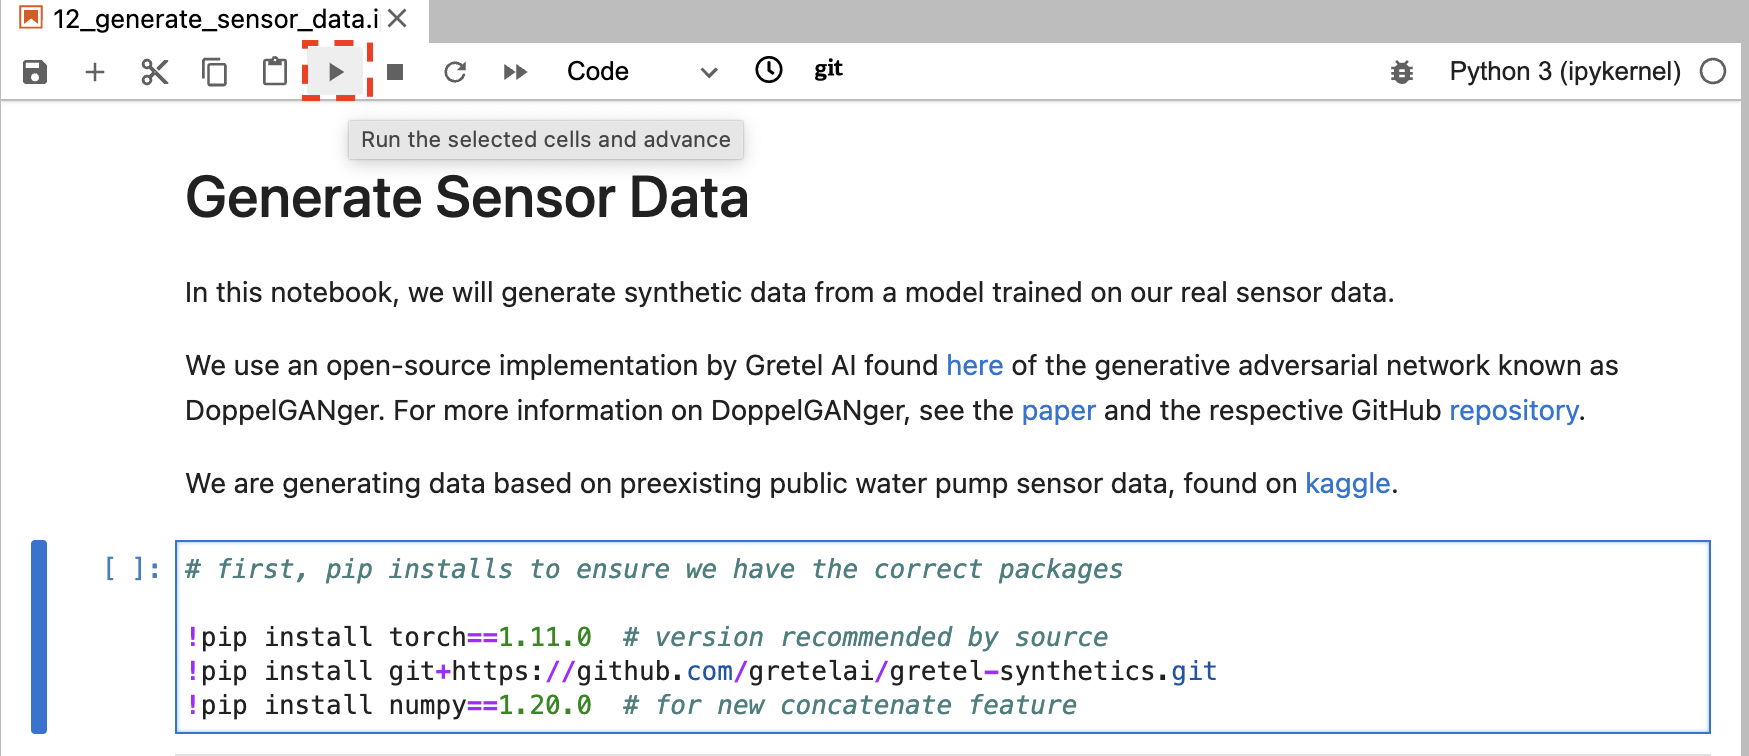 12_generate_sensor_data.i
Code
git
Python 3 (ipykernel)
Run the selected cells and advance
Generate Sensor Data
In this notebook, we will generate synthetic data from a model trained on our real sensor data.
We use an open-source implementation by Gretel AI found here of the generative adversarial network known as
DoppelGANger. For more information on DoppelGANger, see the paper and the respective GitHub repository.
We are generating data based on preexisting public water pump sensor data, found on kaggle.
[ ]: # first, pip installs to ensure we have the correct packages
!pip install torch==1.11.0  # version recommended by source
!pip install git+https://github.com/gretelai/gretel-synthetics.git
!pip install numpy==1.20.0  # for new concatenate feature